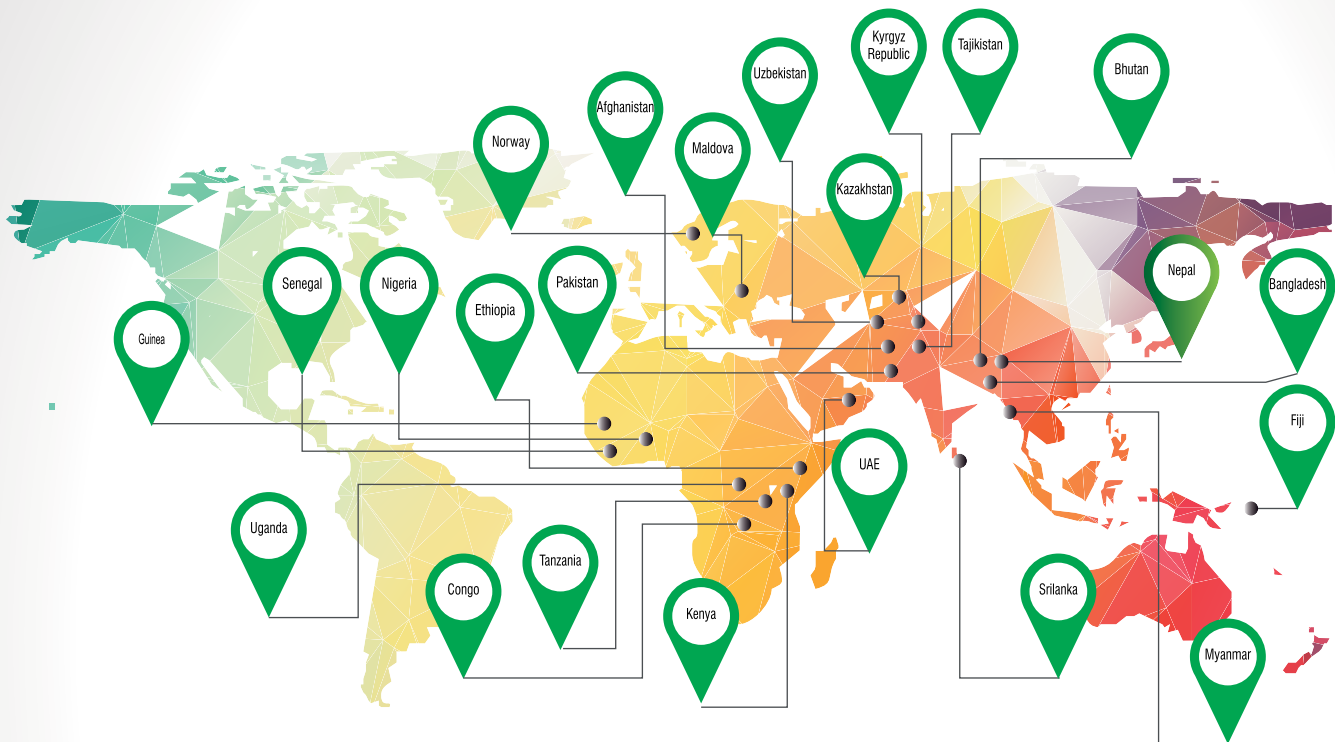 Kyrgyz
Republic
Tajikistan
Uzbekistan
Bhutan
Afghanistan
Norway
Maldova
Kazakhstan
Senegal
Nigeria
Pakistan
Nepal
Bangladesh
Ethiopia
Guinea
Fiji
UAE
Uganda
Tanzania
Congo
Srilanka
Kenya
Myanmar